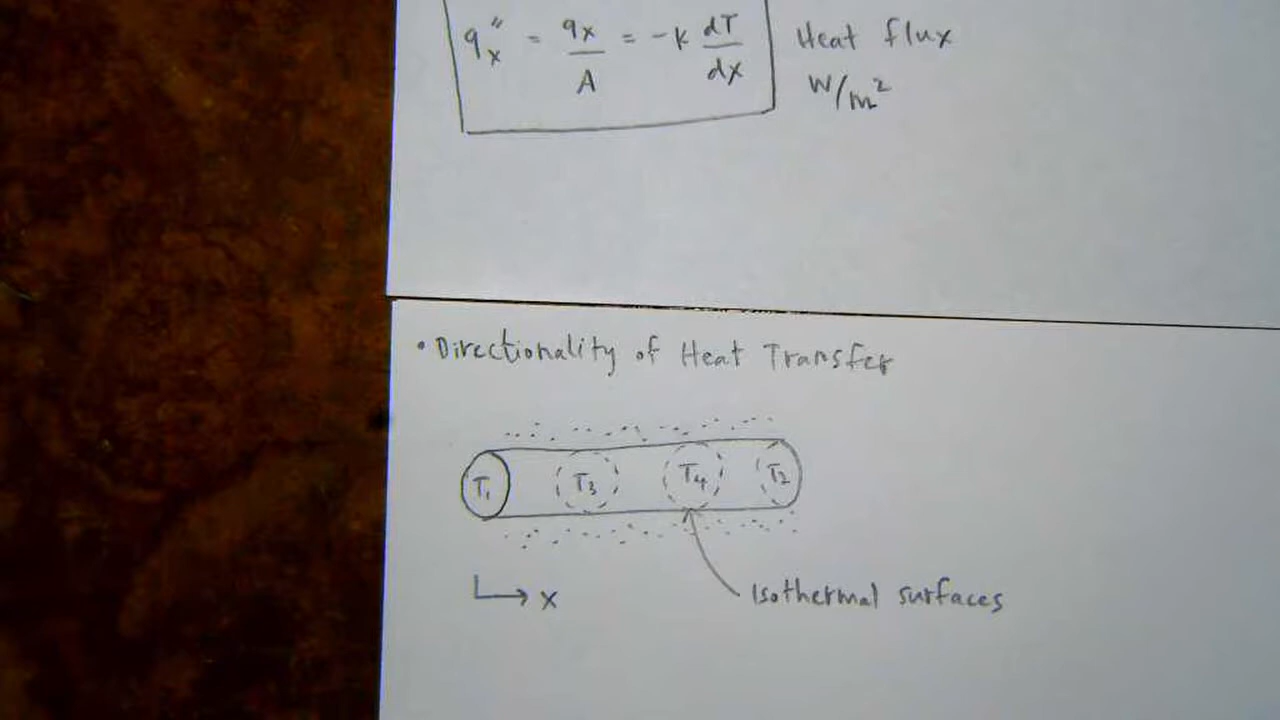 q"x = qx/A = -k dT/dx Heat flux
W/m²
• Directionality of Heat Transfer
T₁ T₃ T₄ T₂
x Isothermal surfaces